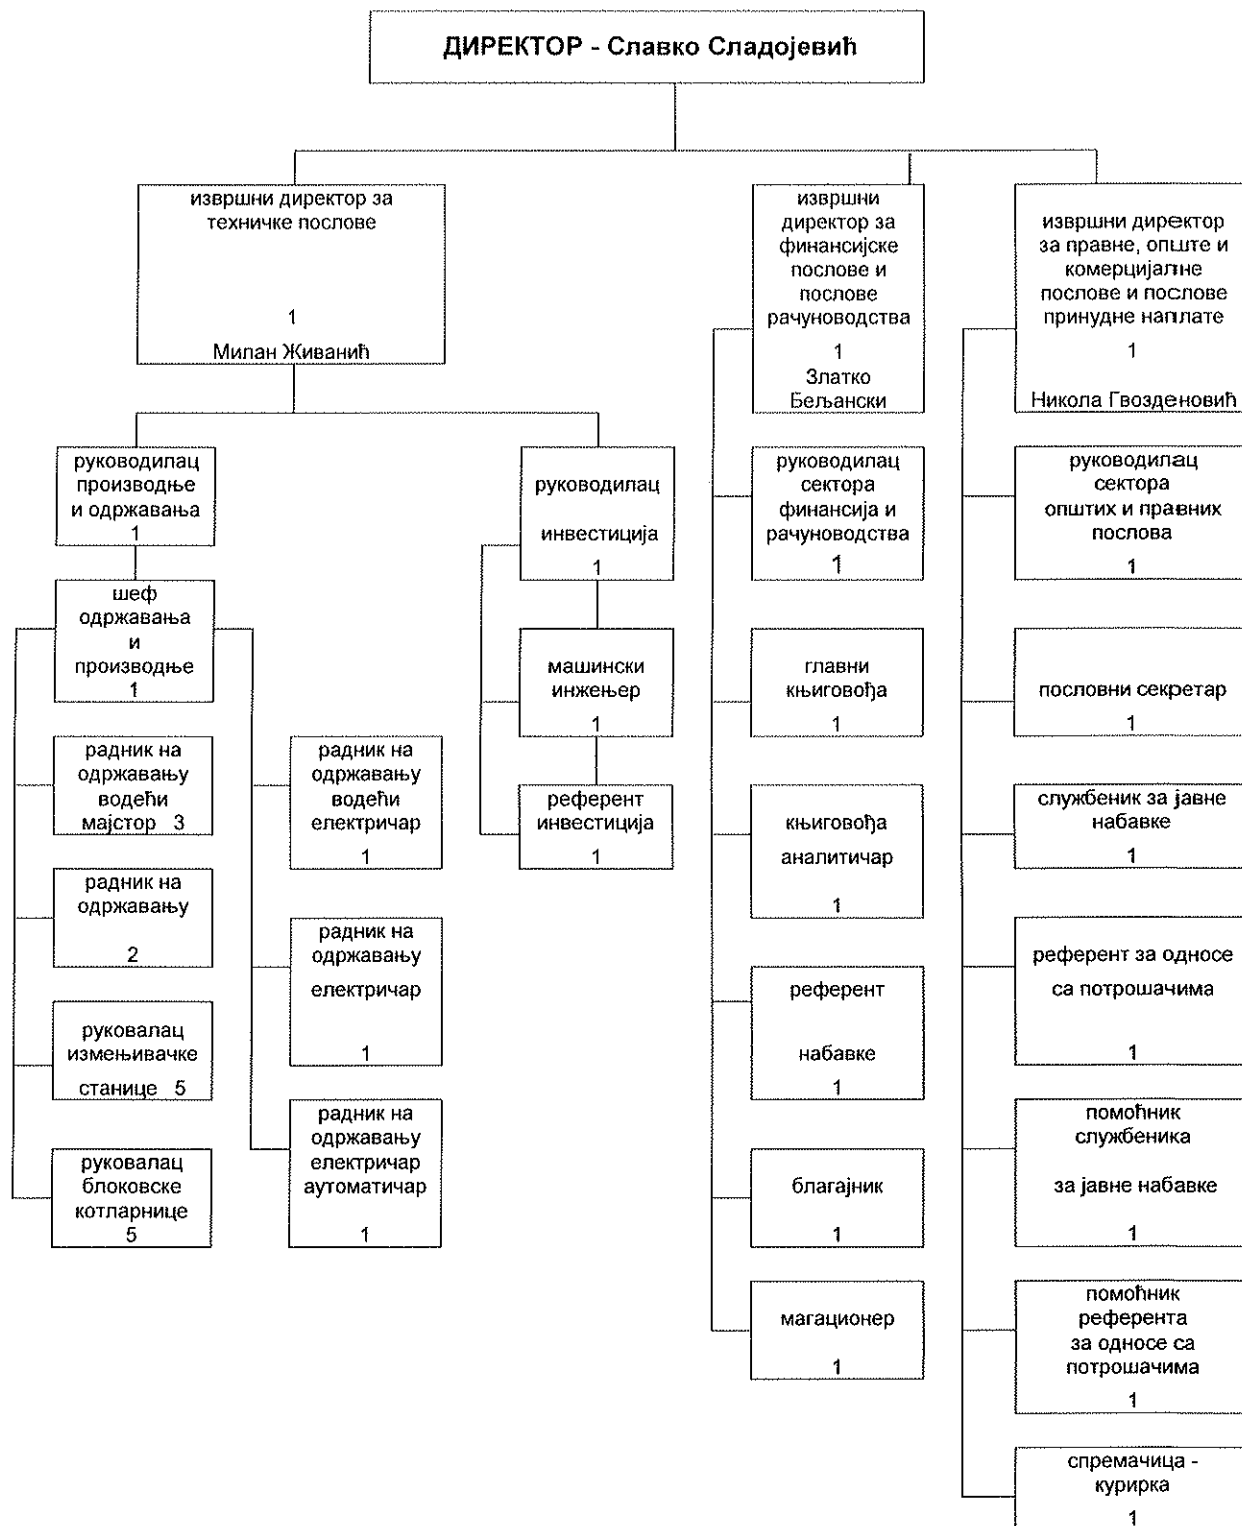 ДИРЕКТОР - Славко Сладојевић
извршни директор за
техничке послове
1
Милан Живанић
извршни
директор за
финансијске
послове и
послове
рачуноводства
1
Златко
Бељански
извршни директор
за правне, опште и
комерцијалне
послове и послове
принудне наплате
1
Никола Гвозденовић
руководилац
производње
и одржавања
1
руководилац
инвестиција
1
руководилац
сектора
финансија и
рачуноводства
1
руководилац
сектора
општих и правних
послова
1
шеф
одржавања
и
производње
1
машински
инжењер
1
главни
књиговођа
1
пословни секретар
1
радник на
одржавању
водећи
мајстор 3
радник на
одржавању
водећи
електричар
1
референт
инвестиција
1
књиговођа
аналитичар
1
службеник за јавне
набавке
1
радник на
одржавању
2
радник на
одржавању
електричар
1
референт
набавке
1
референт за односе
са потрошачима
1
руковалац
измењивачке
станице 5
радник на
одржавању
електричар
аутоматичар
1
помоћник
службеника
за јавне набавке
1
руковалац
блоковске
котларнице
5
благајник
1
магационер
1
помоћник
референта
за односе са
потрошачима
1
спремачица -
курирка
1